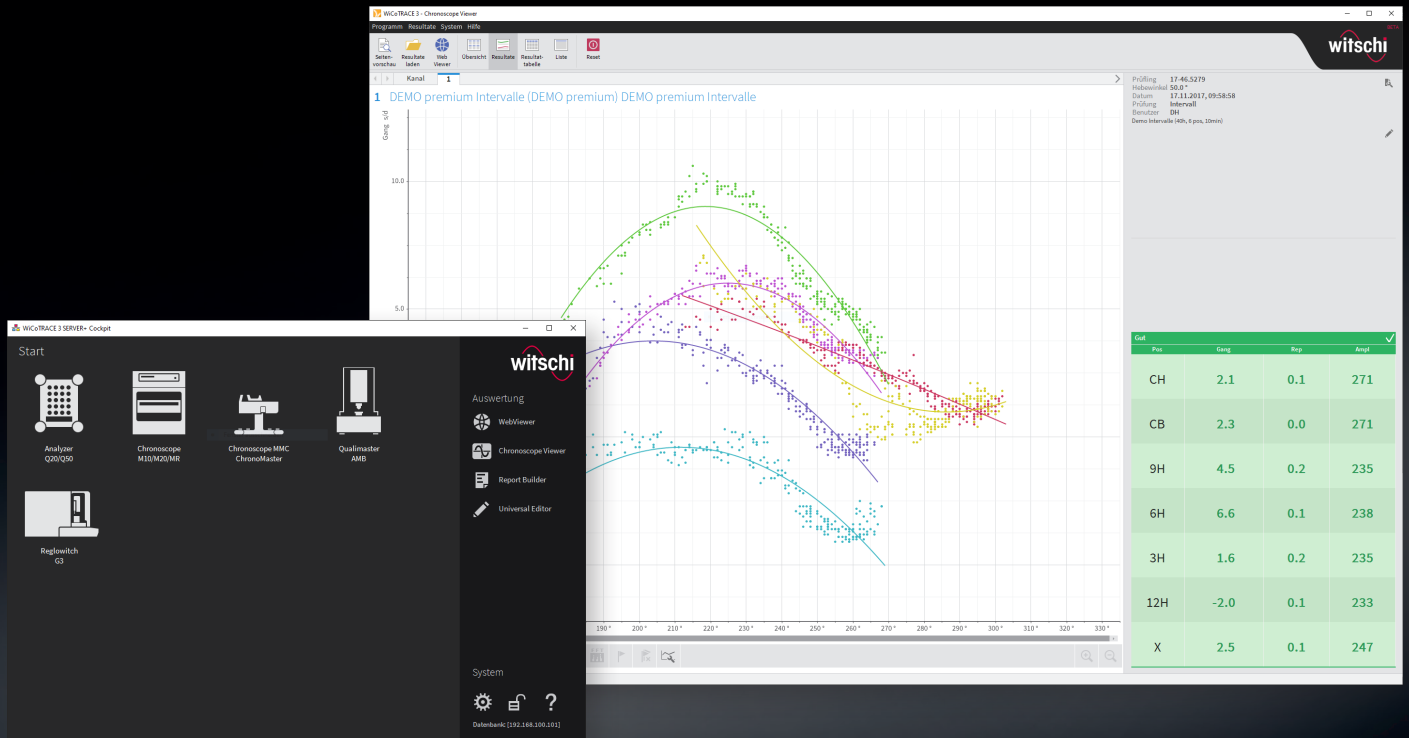 WiCoTRACE 3 - Chronoscope Viewer
Programm Resultate System Hilfe
BETA
Seiten-
vorschau
Resultate
laden
Web
Viewer
Übersicht
Resultate
Resultat-
tabelle
Liste
Reset
witschi
Kanal 1
1 DEMO premium Intervalle (DEMO premium) DEMO premium Intervalle
Gang s/d
10.0
5.0
190° 200° 210° 220° 230° 240° 250° 260° 270° 280° 290° 300° 310° 320° 330°
Prüfling 17-46.5279
Hebewinkel 50.0 °
Datum 17.11.2017, 09:58:58
Prüfung Intervall
Benutzer DH
Demo Intervalle (40h, 6 pos, 10min)
Gut
Pos Gang Rep Ampl
CH 2.1 0.1 271
CB 2.3 0.0 271
9H 4.5 0.2 235
6H 6.6 0.1 238
3H 1.6 0.2 235
12H -2.0 0.1 233
X 2.5 0.1 247
WiCoTRACE 3 SERVER+ Cockpit
Start
witschi
Analyzer
Q20/Q50
Chronoscope
M10/M20/MR
Chronoscope MMC
ChronoMaster
Qualimaster
AMB
Reglowitch
G3
Auswertung
WebViewer
Chronoscope Viewer
Report Builder
Universal Editor
System
?
Datenbank: [192.168.100.101]